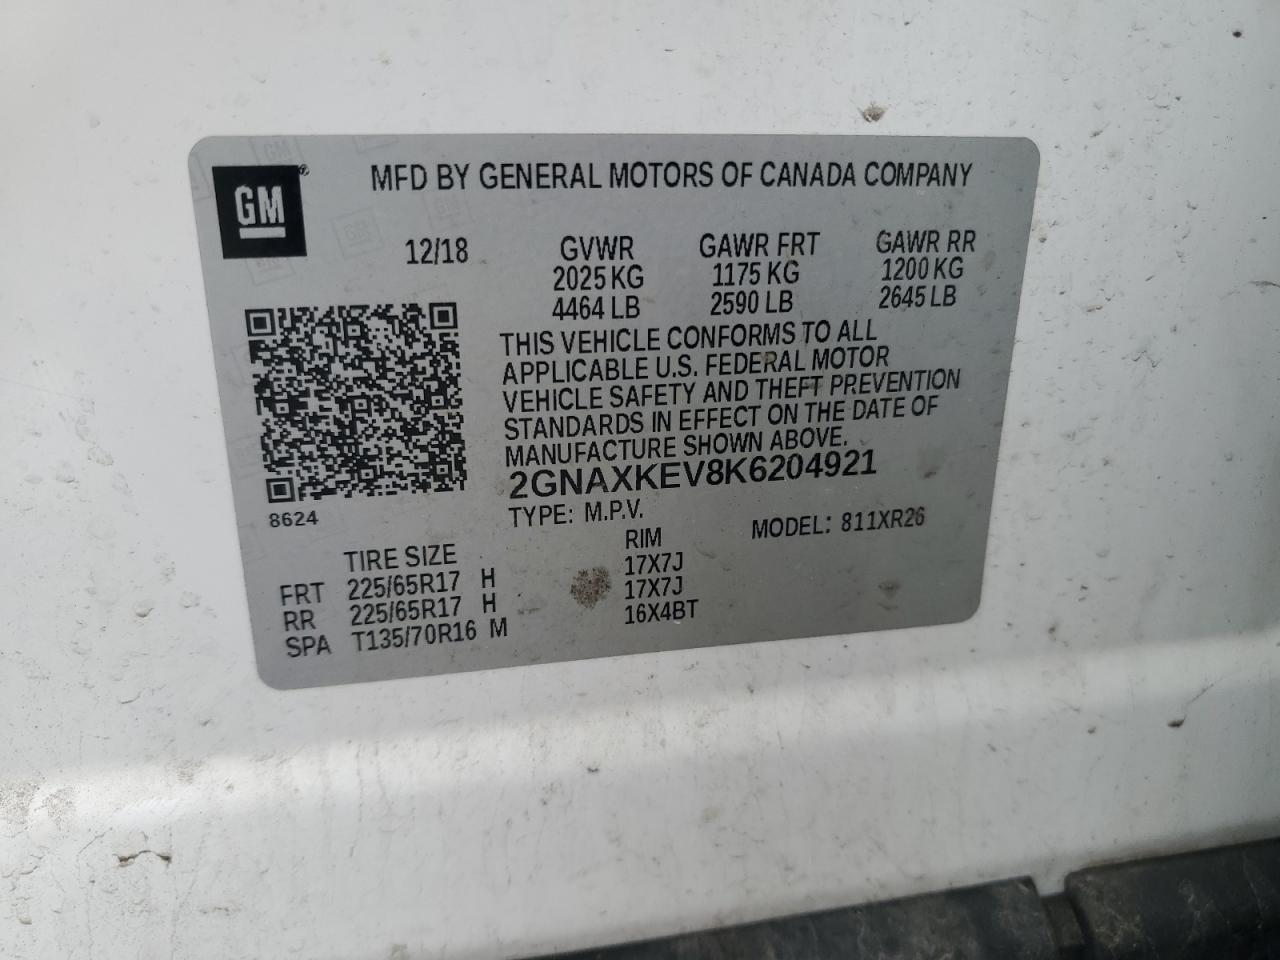 GM®
MFD BY GENERAL MOTORS OF CANADA COMPANY
12/18 GVWR GAWR FRT GAWR RR
2025 KG 1175 KG 1200 KG
4464 LB 2590 LB 2645 LB
THIS VEHICLE CONFORMS TO ALL
APPLICABLE U.S. FEDERAL MOTOR
VEHICLE SAFETY AND THEFT PREVENTION
STANDARDS IN EFFECT ON THE DATE OF
MANUFACTURE SHOWN ABOVE.
2GNAXKEV8K6204921
8624
TYPE: M.P.V. MODEL: 811XR26
TIRE SIZE RIM
FRT 225/65R17 H 17X7J
RR 225/65R17 H 17X7J
SPA T135/70R16 M 16X4BT